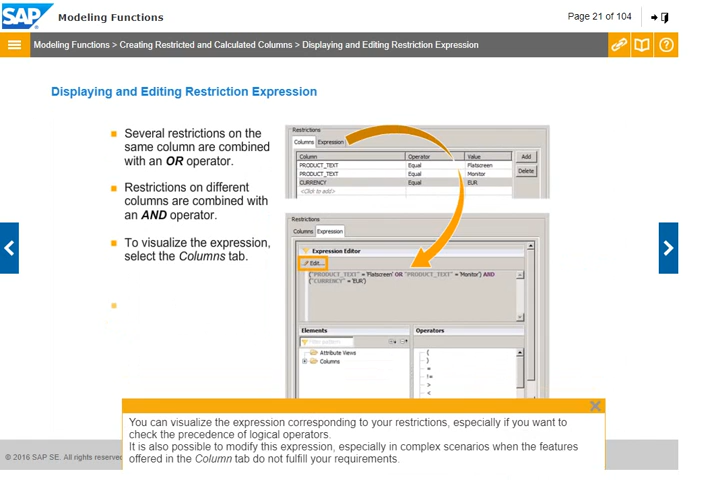 SAP Modeling Functions
Page 21 of 104
Modeling Functions > Creating Restricted and Calculated Columns > Displaying and Editing Restriction Expression
Displaying and Editing Restriction Expression
Several restrictions on the
same column are combined
with an OR operator.
Restrictions on different
columns are combined with
an AND operator.
To visualize the expression,
select the Columns tab.
Restrictions
Columns Expression
Column Operator Value
PRODUCT_TEXT Equal Flatscreen
PRODUCT_TEXT Equal Monitor
CURRENCY Equal EUR
<Click to add>
Add
Delete
Restrictions
Columns Expression
Expression Editor
Edit...
("PRODUCT_TEXT" = 'Flatscreen' OR "PRODUCT_TEXT" = 'Monitor') AND
("CURRENCY" = 'EUR')
Elements Operators
Attribute Views
Columns
(
)
=
!=
>
<
You can visualize the expression corresponding to your restrictions, especially if you want to
check the precedence of logical operators.
It is also possible to modify this expression, especially in complex scenarios when the features
offered in the Column tab do not fulfill your requirements.
© 2016 SAP SE. All rights reserved